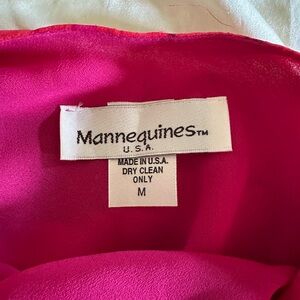 Mannequines™
U.S.A.
MADE IN U.S.A.
DRY CLEAN
ONLY
M